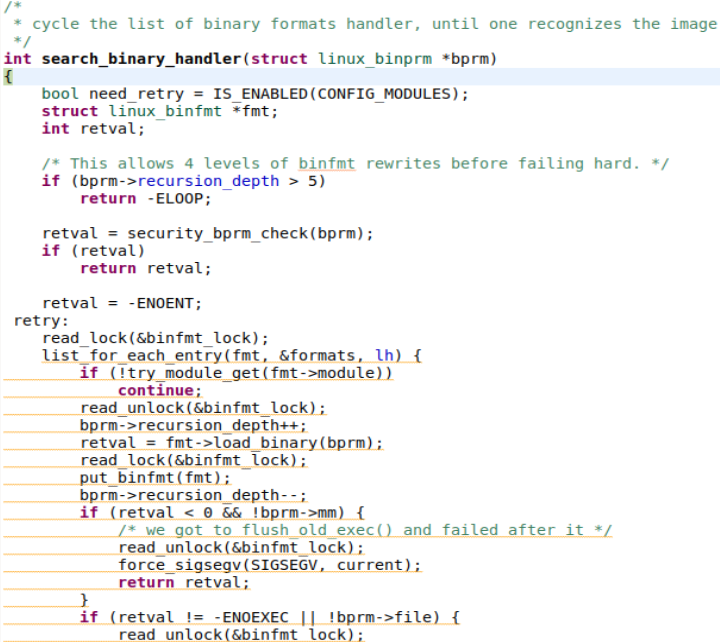 /*
 * cycle the list of binary formats handler, until one recognizes the image
 */
int search_binary_handler(struct linux_binprm *bprm)
{
    bool need_retry = IS_ENABLED(CONFIG_MODULES);
    struct linux_binfmt *fmt;
    int retval;

    /* This allows 4 levels of binfmt rewrites before failing hard. */
    if (bprm->recursion_depth > 5)
        return -ELOOP;

    retval = security_bprm_check(bprm);
    if (retval)
        return retval;

    retval = -ENOENT;
 retry:
    read_lock(&binfmt_lock);
    list_for_each_entry(fmt, &formats, lh) {
        if (!try_module_get(fmt->module))
            continue;
        read_unlock(&binfmt_lock);
        bprm->recursion_depth++;
        retval = fmt->load_binary(bprm);
        read_lock(&binfmt_lock);
        put_binfmt(fmt);
        bprm->recursion_depth--;
        if (retval < 0 && !bprm->mm) {
            /* we got to flush_old_exec() and failed after it */
            read_unlock(&binfmt_lock);
            force_sigsegv(SIGSEGV, current);
            return retval;
        }
        if (retval != -ENOEXEC || !bprm->file) {
            read_unlock(&binfmt_lock);